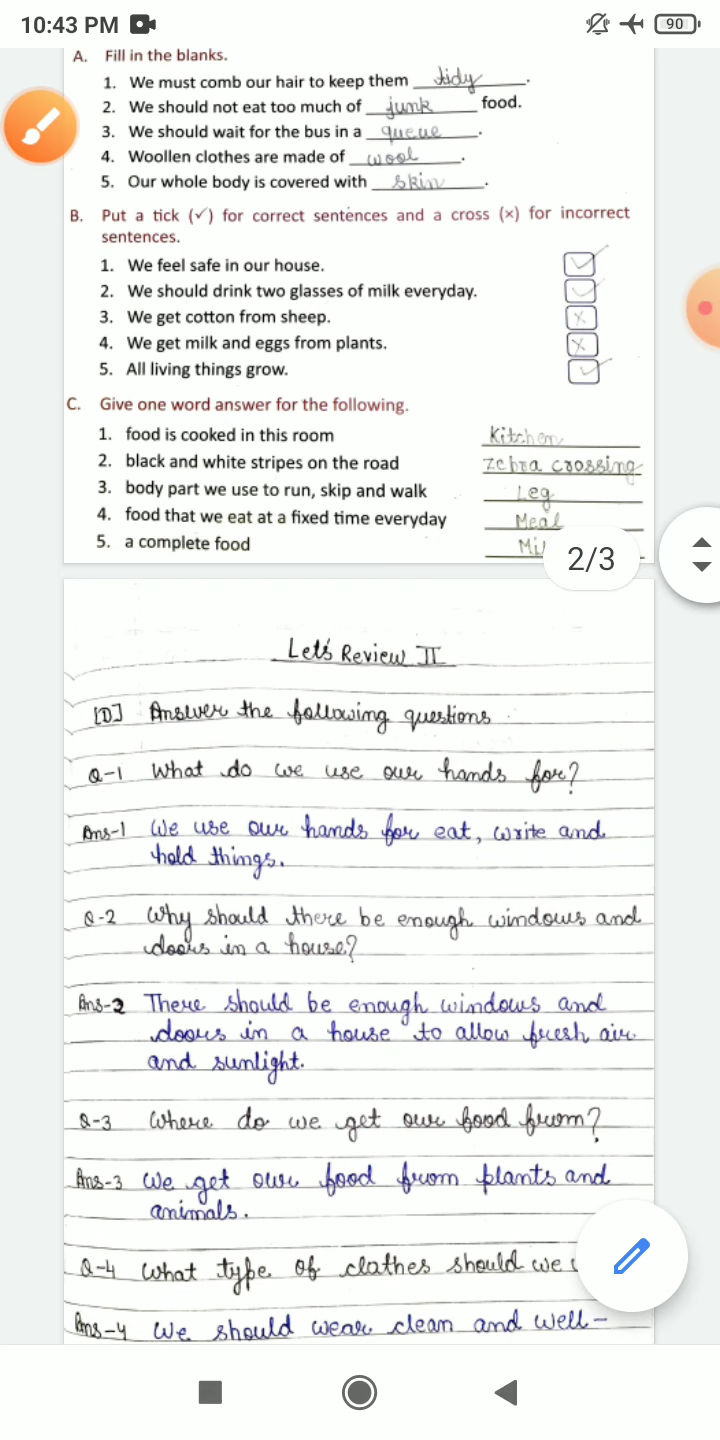 10:43 PM 90
A. Fill in the blanks.
1. We must comb our hair to keep them tidy.
2. We should not eat too much of junk food.
3. We should wait for the bus in a queue.
4. Woollen clothes are made of wool.
5. Our whole body is covered with skin.
B. Put a tick (✓) for correct sentences and a cross (×) for incorrect
sentences.
1. We feel safe in our house. ✓
2. We should drink two glasses of milk everyday. ✓
3. We get cotton from sheep. ×
4. We get milk and eggs from plants. ×
5. All living things grow. ✓
C. Give one word answer for the following.
1. food is cooked in this room Kitchen
2. black and white stripes on the road zebra crossing
3. body part we use to run, skip and walk Leg
4. food that we eat at a fixed time everyday Meal
5. a complete food
2/3
Let's Review II
[D] Answer the following questions
Q-1 What do we use our hands for?
Ans-1 We use our hands for eat, write and
hold things.
Q-2 Why should there be enough windows and
doors in a house?
Ans-2 There should be enough windows and
doors in a house to allow fresh air
and sunlight.
Q-3 Where do we get our food from?
Ans-3 We get our food from plants and
animals.
Q-4 What type of clathes should we
Ans-4 We should wear clean and well-